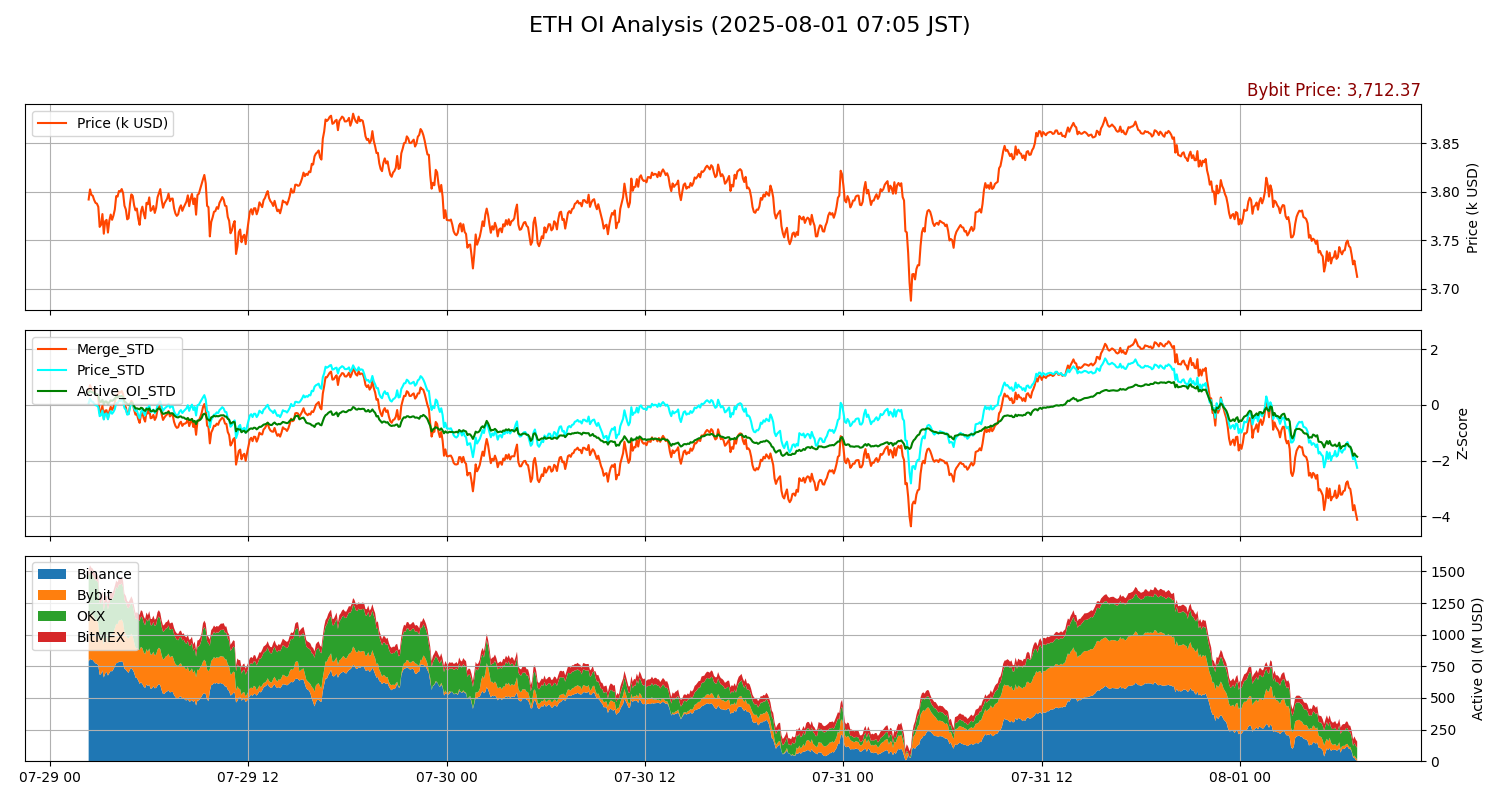 ETH OI Analysis (2025-08-01 07:05 JST)
Bybit Price: 3,712.37
Price (k USD)
3.85
3.80
3.75
3.70
Price (k USD)
Merge_STD
Price_STD
Active_OI_STD
2
0
−2
−4
Z-Score
Binance
Bybit
OKX
BitMEX
1500
1250
1000
750
500
250
0
Active OI (M USD)
07-29 00
07-29 12
07-30 00
07-30 12
07-31 00
07-31 12
08-01 00